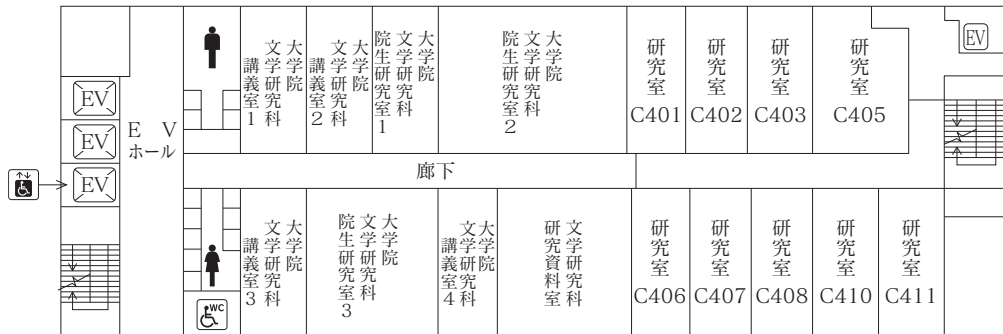 大学院
文学研究科
講義室1
大学院
文学研究科
講義室2
大学院
文学研究科
院生研究室1
大学院
文学研究科
院生研究室2
研究室
C401
研究室
C402
研究室
C403
研究室
C405
EV
EV
EV
EV
EV
ホール
廊下
大学院
文学研究科
講義室3
WC
大学院
文学研究科
院生研究室3
大学院
文学研究科
講義室4
文学研究科
研究資料室
研究室
C406
研究室
C407
研究室
C408
研究室
C410
研究室
C411